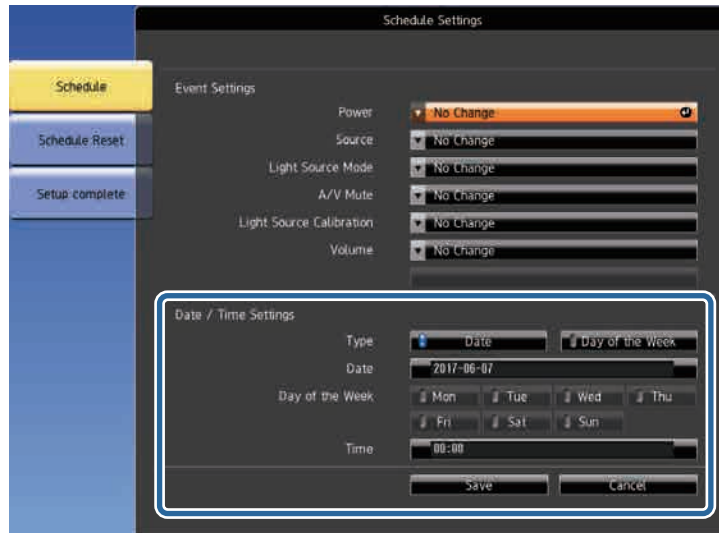 Schedule Settings
Schedule
Schedule Reset
Setup complete
Event Settings
Power No Change
Source No Change
Light Source Mode No Change
A/V Mute No Change
Light Source Calibration No Change
Volume No Change
Date / Time Settings
Type Date Day of the Week
Date 2017-06-07
Day of the Week Mon Tue Wed Thu
Fri Sat Sun
Time 00:00
Save Cancel